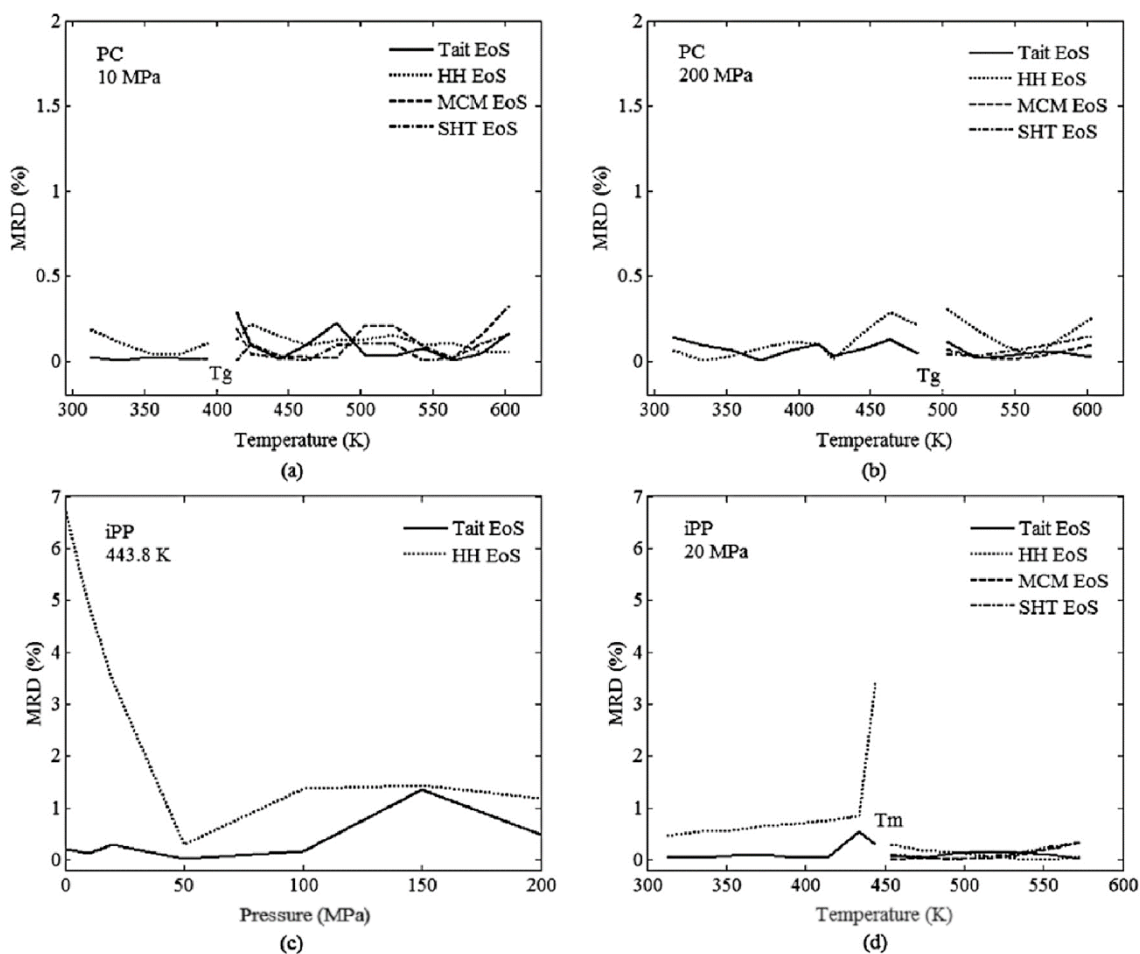 2
1.5
1
0.5
0
MRD (%)
PC
10 MPa
Tait EoS
HH EoS
MCM EoS
SHT EoS
Tg
300 350 400 450 500 550 600
Temperature (K)
(a)
2
1.5
1
0.5
0
MRD (%)
PC
200 MPa
Tait EoS
HH EoS
MCM EoS
SHT EoS
Tg
300 350 400 450 500 550 600
Temperature (K)
(b)
7
6
5
4
3
2
1
0
MRD (%)
iPP
443.8 K
Tait EoS
HH EoS
0 50 100 150 200
Pressure (MPa)
(c)
7
6
5
4
3
2
1
0
MRD (%)
iPP
20 MPa
Tait EoS
HH EoS
MCM EoS
SHT EoS
Tm
300 350 400 450 500 550 600
Temperature (K)
(d)